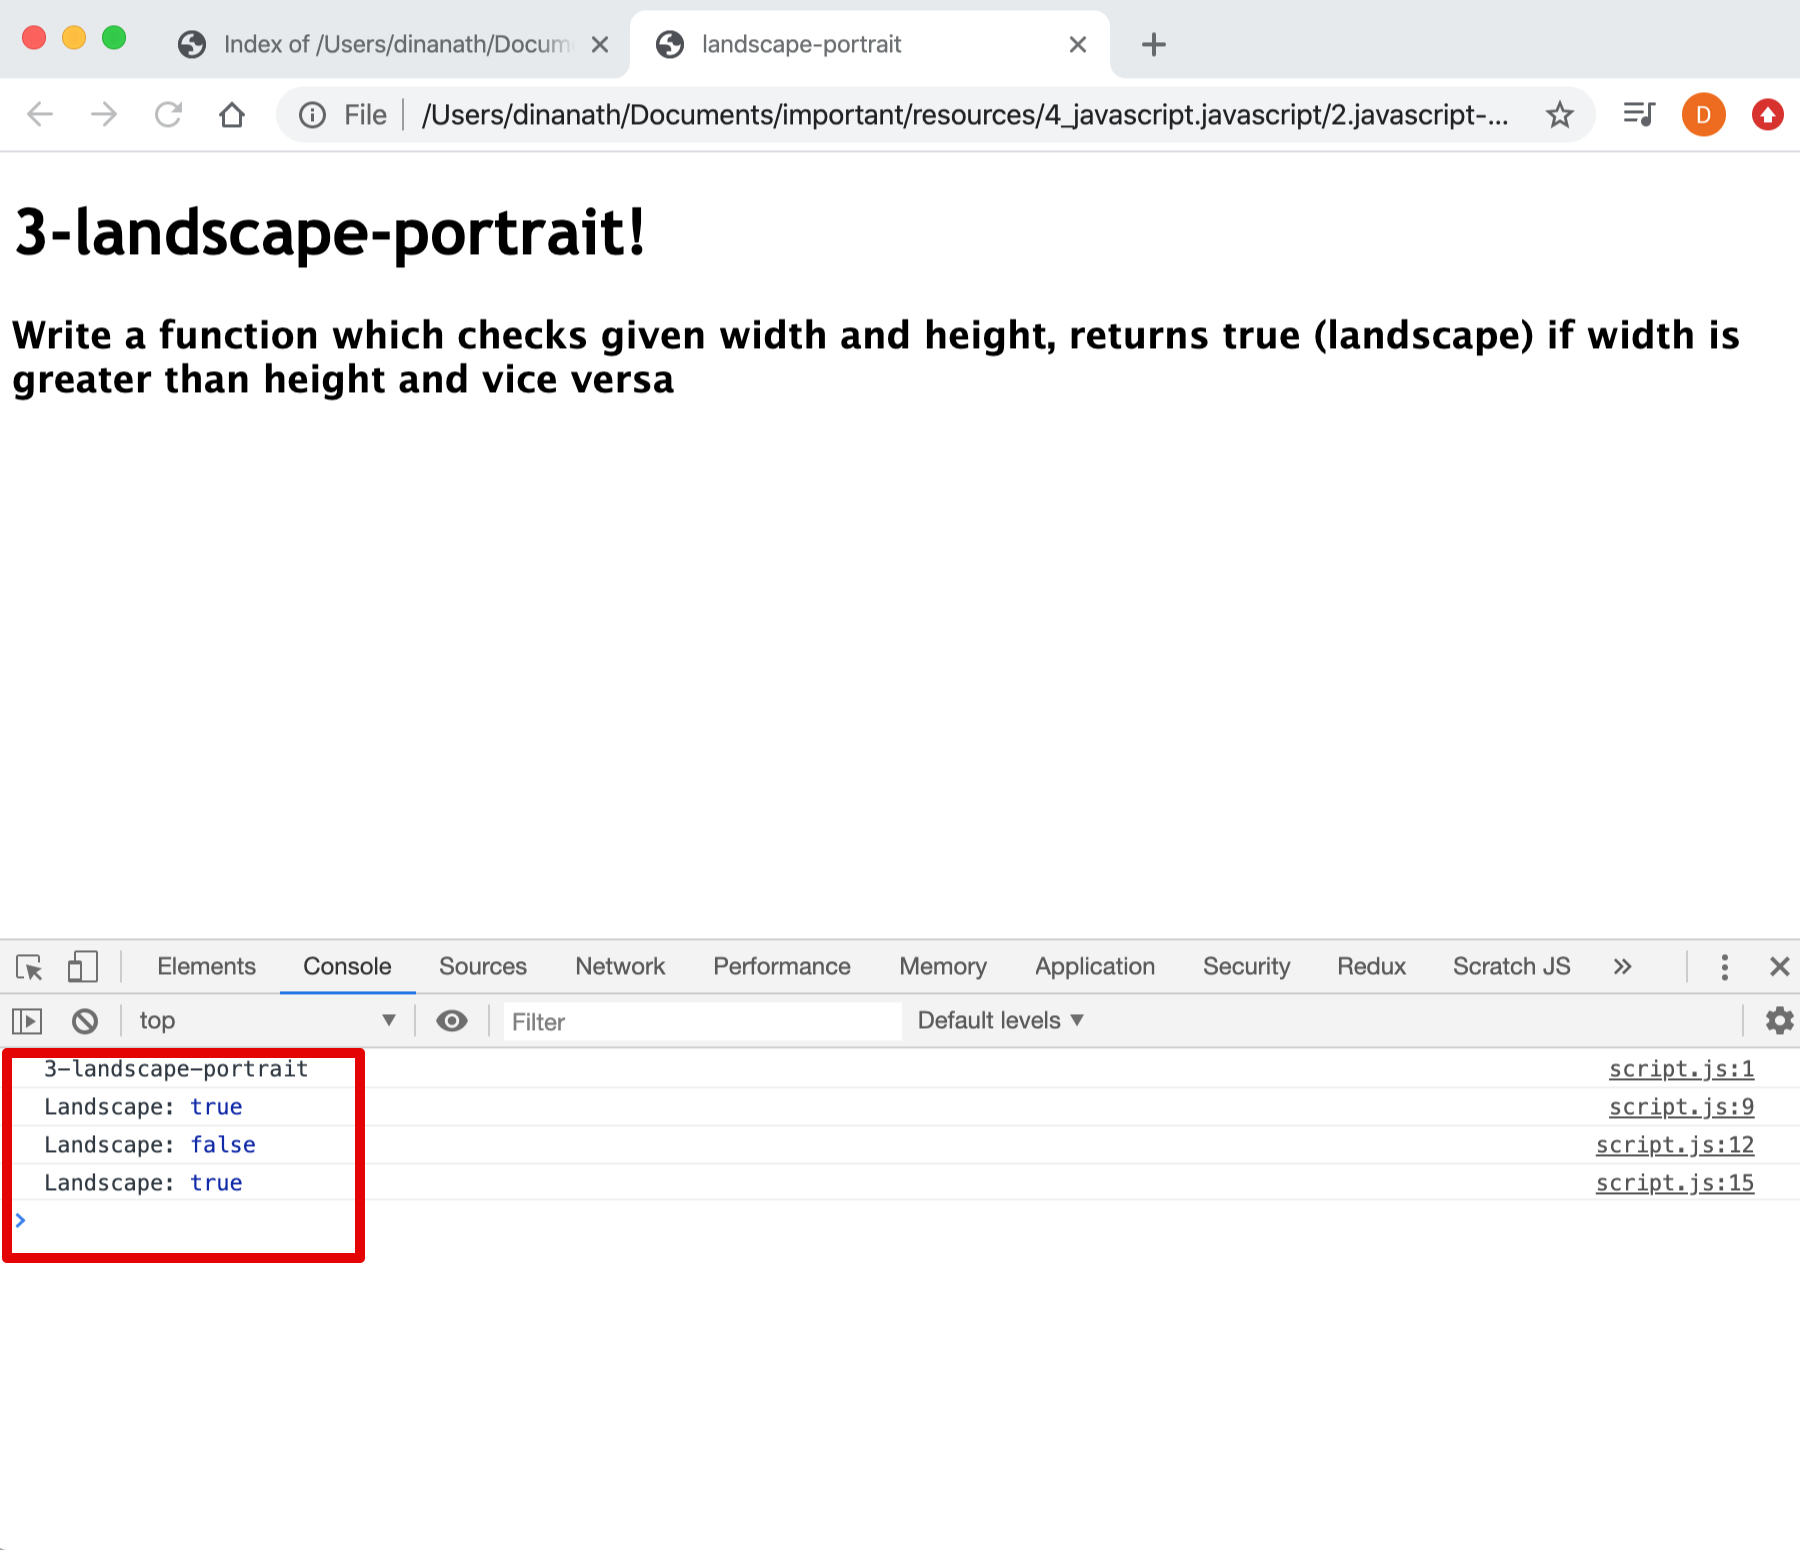 Index of /Users/dinanath/Docum
landscape-portrait
File
/Users/dinanath/Documents/important/resources/4_javascript.javascript/2.javascript-...
D
3-landscape-portrait!
Write a function which checks given width and height, returns true (landscape) if width is
greater than height and vice versa
Elements Console Sources Network Performance Memory Application Security Redux Scratch JS
top Filter Default levels
3-landscape-portrait script.js:1
Landscape: true script.js:9
Landscape: false script.js:12
Landscape: true script.js:15